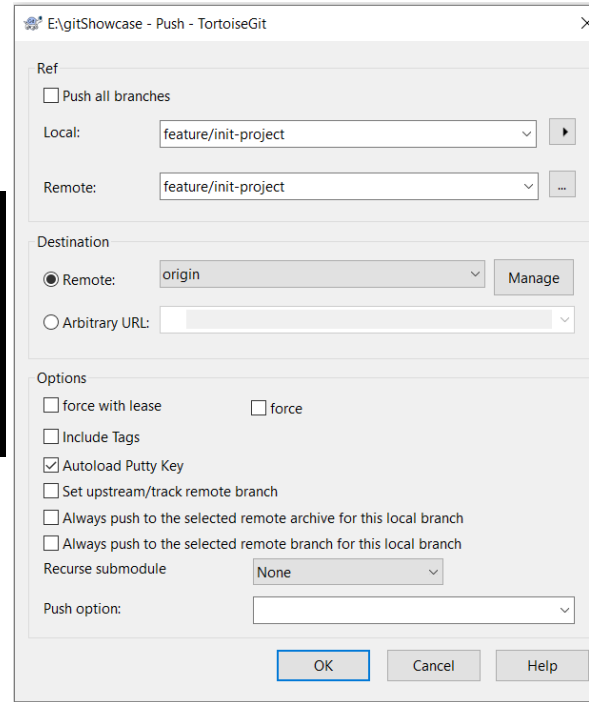 E:\gitShowcase - Push - TortoiseGit
Ref
Push all branches
Local:
feature/init-project
Remote:
feature/init-project
...
Destination
Remote:
origin
Manage
Arbitrary URL:
Options
force with lease
force
Include Tags
Autoload Putty Key
Set upstream/track remote branch
Always push to the selected remote archive for this local branch
Always push to the selected remote branch for this local branch
Recurse submodule
None
Push option:
OK
Cancel
Help